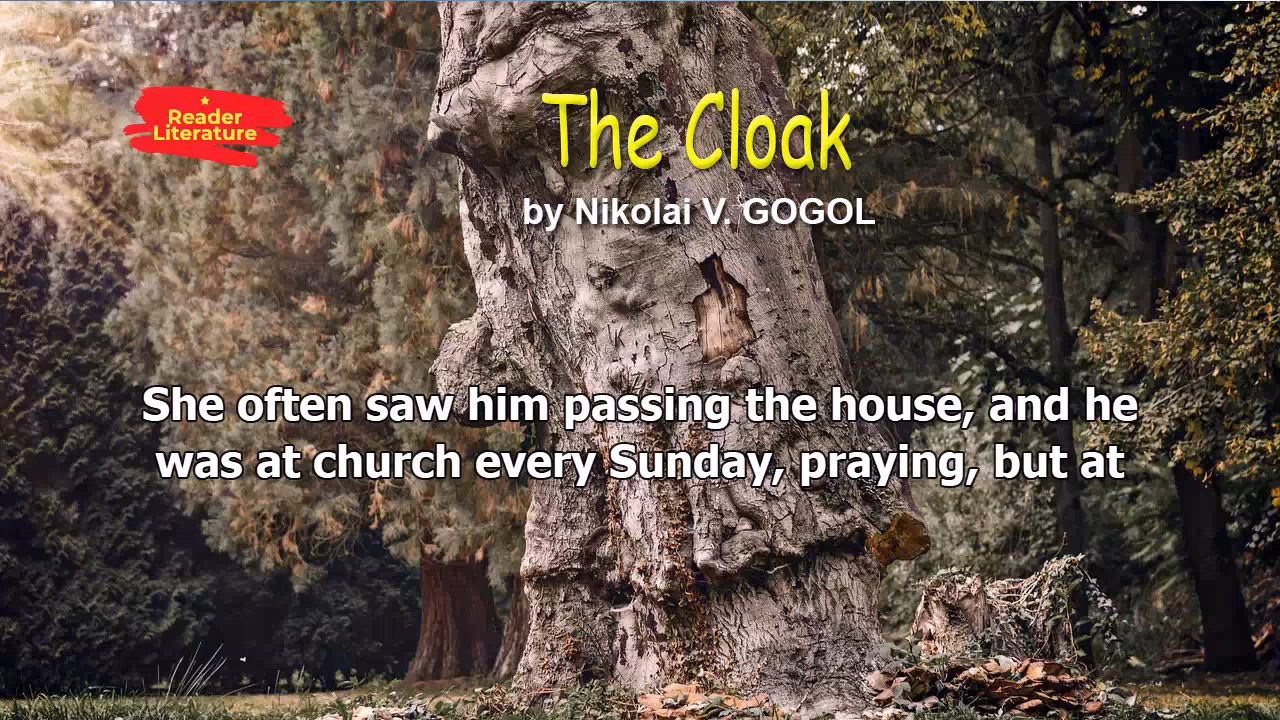 Reader
Literature
The Cloak
by Nikolai V. GOGOL
She often saw him passing the house, and he
was at church every Sunday, praying, but at